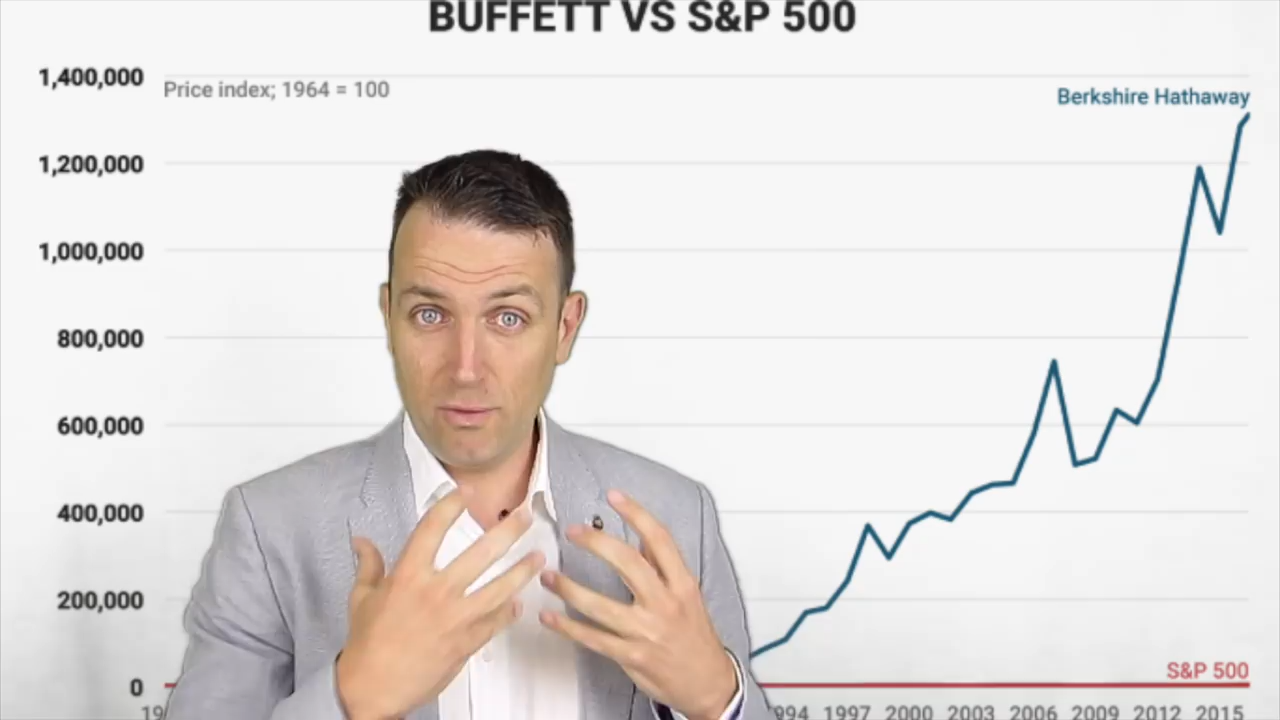 BUFFETT VS S&P 500
1,400,000
Price index; 1964 = 100
Berkshire Hathaway
1,200,000
1,000,000
800,000
600,000
400,000
200,000
S&P 500
0
1997 2000 2003 2006 2009 2012 2015